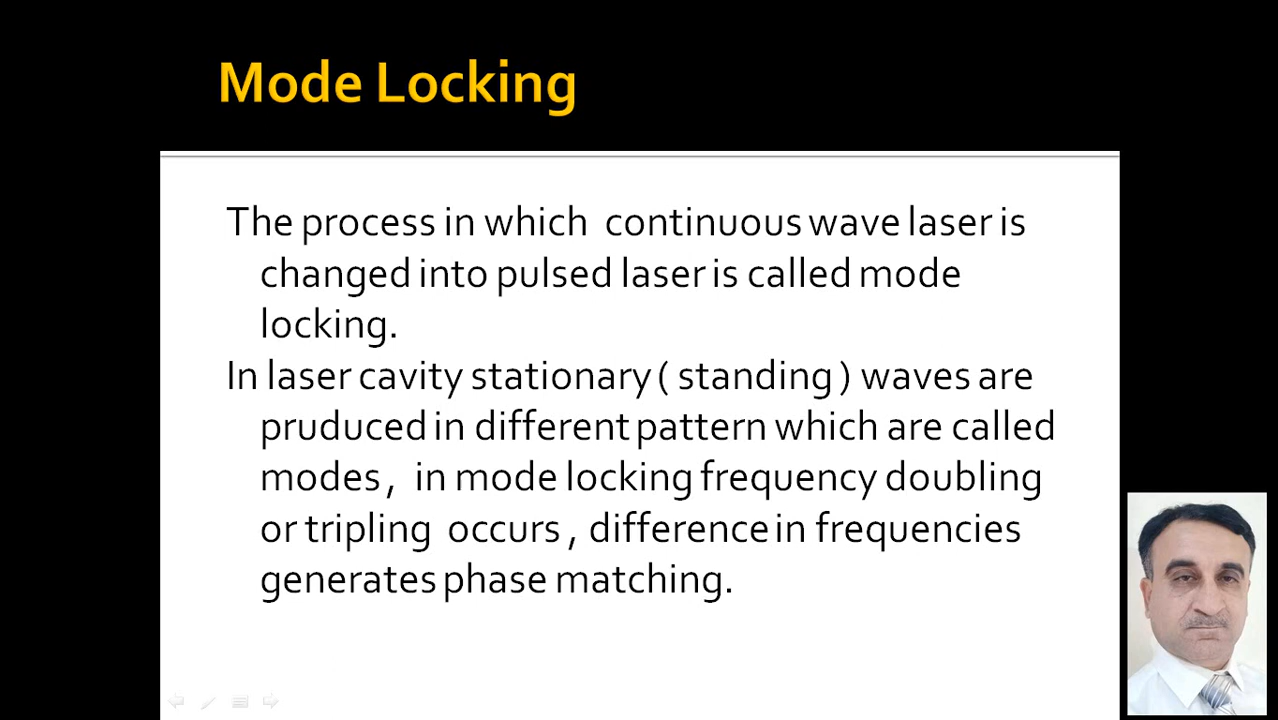 Mode Locking
The process in which continuous wave laser is
changed into pulsed laser is called mode
locking.
In laser cavity stationary ( standing ) waves are
pruduced in different pattern which are called
modes , in mode locking frequency doubling
or tripling occurs , difference in frequencies
generates phase matching.